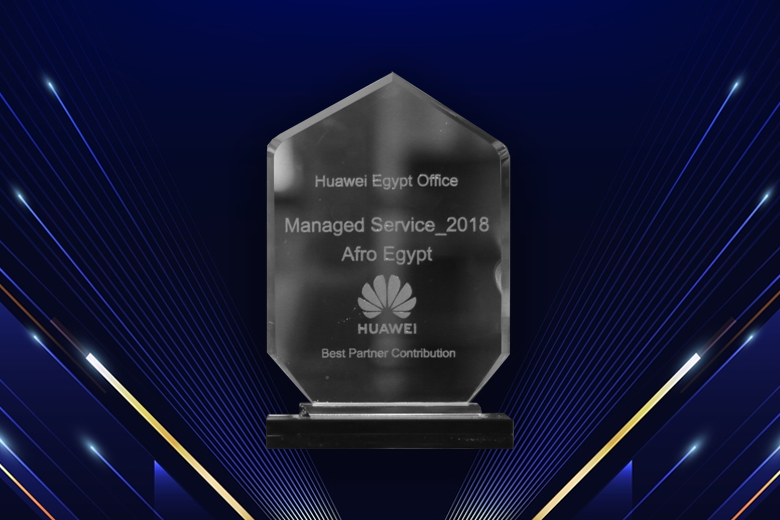 Huawei Egypt Office
Managed Service_2018
Afro Egypt
HUAWEI
Best Partner Contribution